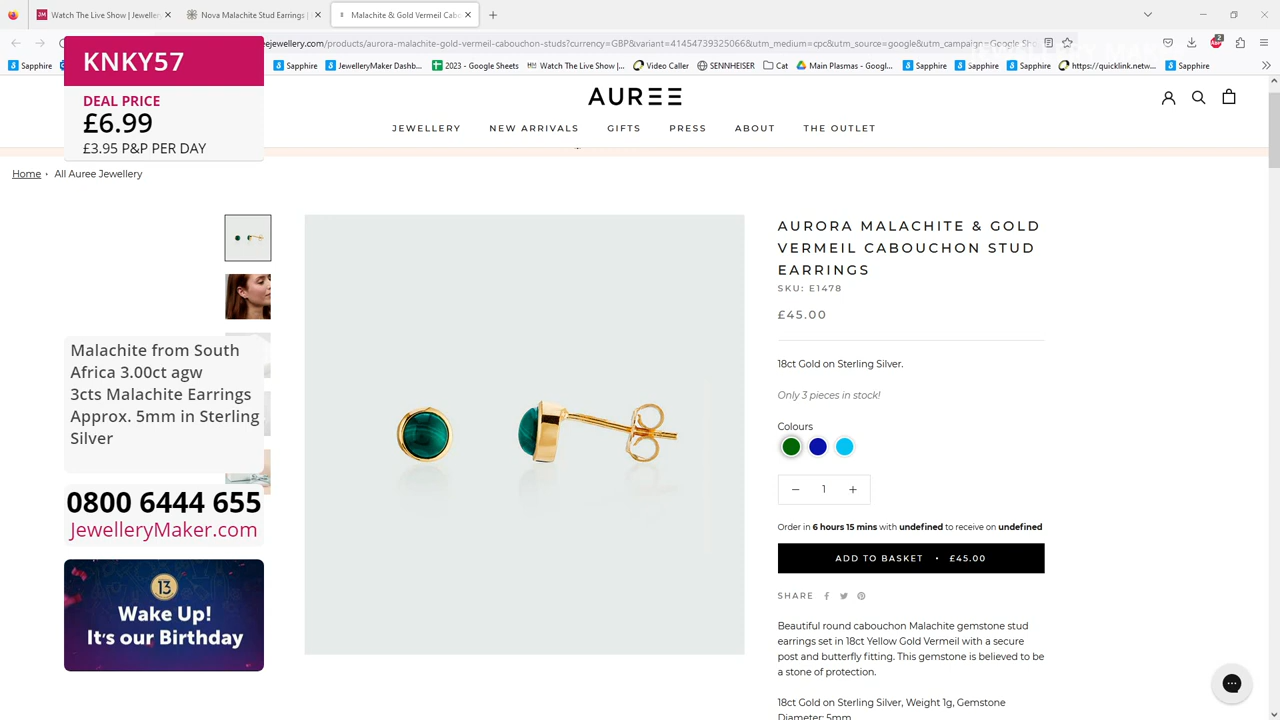 Watch The Live Show | Jeweller
Nova Malachite Stud Earrings |
Malachite & Gold Vermeil Cabo
jewellery.com/products/aurora-malachite-gold-vermeil-cabouchon-studs?currency=GBP&variant=41454739325066&utm_medium=cpc&utm_source=google&utm_campaign=Google Sh
Sapphire
Sapphire
JewelleryMaker Dashb...
2023 - Google Sheets
Watch The Live Show |...
Video Caller
SENNHEISER
Cat
Main Plasmas - Googl...
Sapphire
Sapphire
Sapphire
https://quicklink.netw...
Sapphire
KNKY57
DEAL PRICE
£6.99
£3.95 P&P PER DAY
AUREE
JEWELLERY
NEW ARRIVALS
GIFTS
PRESS
ABOUT
THE OUTLET
Home • All Auree Jewellery
AURORA MALACHITE & GOLD
VERMEIL CABOUCHON STUD
EARRINGS
SKU: E1478
£45.00
18ct Gold on Sterling Silver.
Only 3 pieces in stock!
Colours
1
Order in 6 hours 15 mins with undefined to receive on undefined
ADD TO BASKET • £45.00
SHARE
Beautiful round cabouchon Malachite gemstone stud
earrings set in 18ct Yellow Gold Vermeil with a secure
post and butterfly fitting. This gemstone is believed to be
a stone of protection.
18ct Gold on Sterling Silver, Weight 1g, Gemstone
Diameter: 5mm
Malachite from South
Africa 3.00ct agw
3cts Malachite Earrings
Approx. 5mm in Sterling
Silver
0800 6444 655
JewelleryMaker.com
13
Wake Up!
It's our Birthday